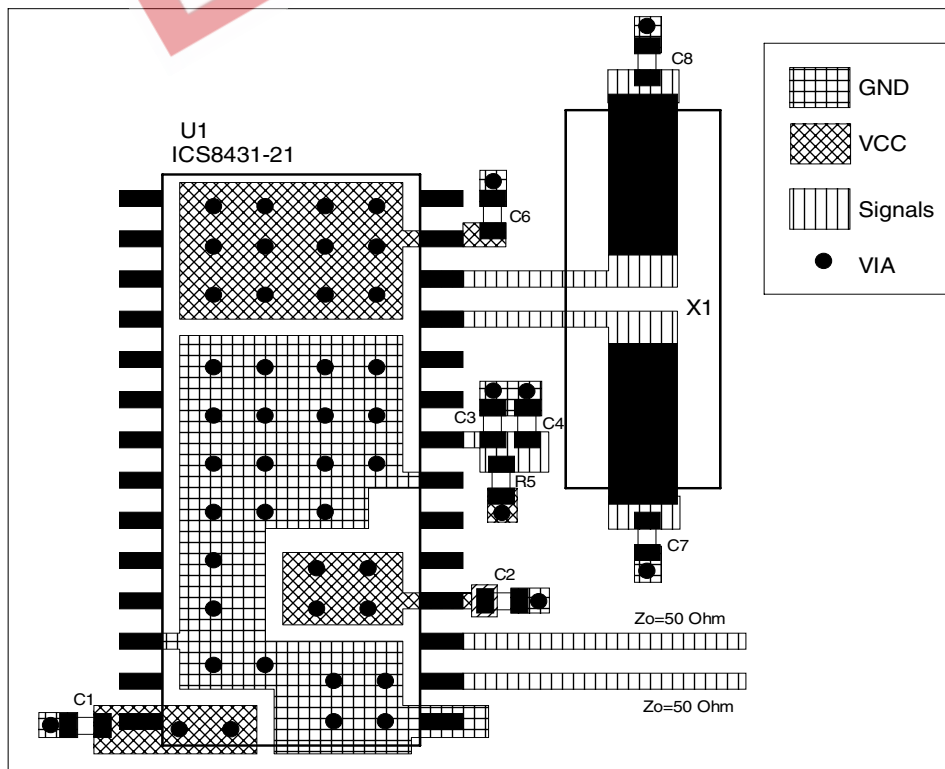 C8
GND
U1
ICS8431-21
VCC
C6
Signals
VIA
X1
C3
C4
R5
C7
C2
Zo=50 Ohm
C1
Zo=50 Ohm